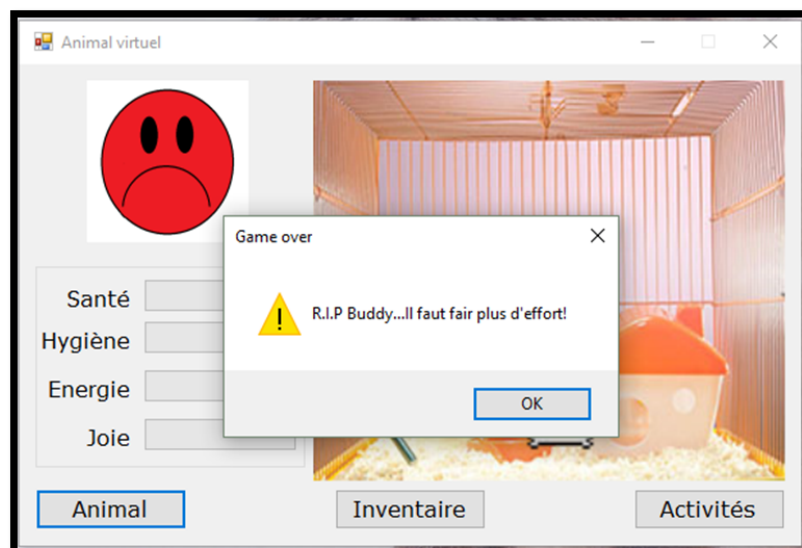 Animal virtuel
Game over
R.I.P Buddy...Il faut fair plus d'effort!
OK
Santé
Hygiène
Energie
Joie
Animal
Inventaire
Activités